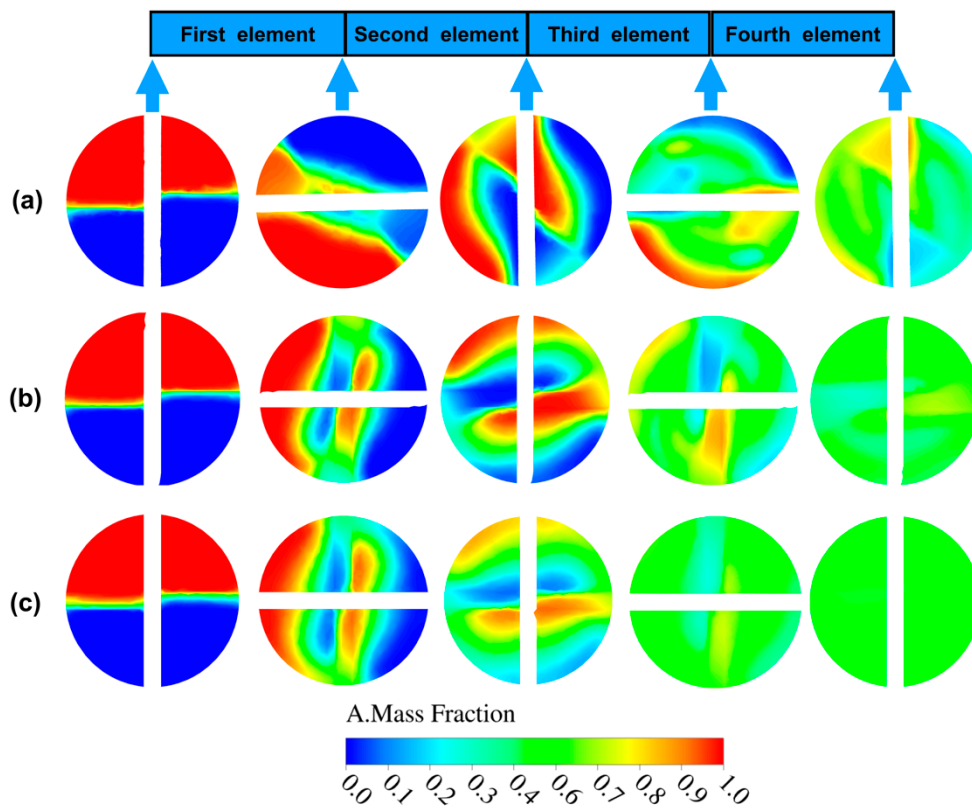 First element Second element Third element Fourth element
(a)
(b)
(c)
A.Mass Fraction
0.0 0.1 0.2 0.3 0.4 0.6 0.7 0.8 0.9 1.0